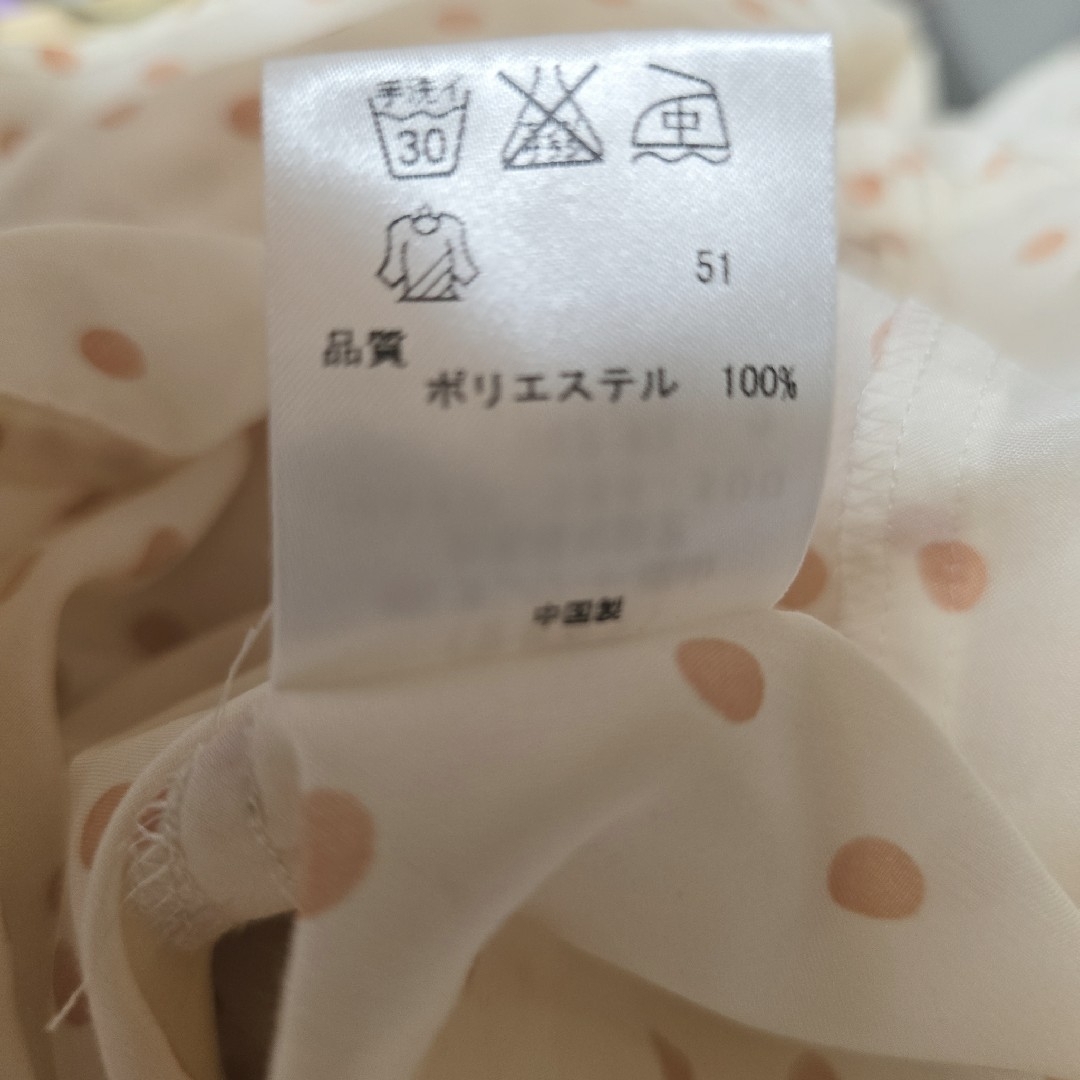 手洗イ
30
中
51
品質
ポリエステル 100%
中国製